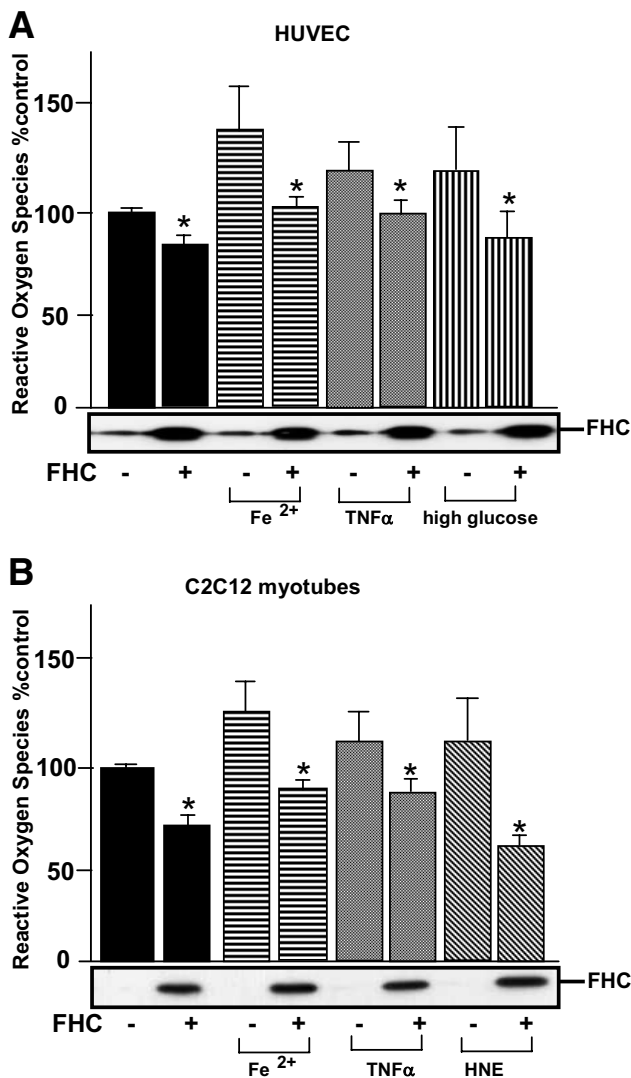 A
HUVEC
Reactive Oxygen Species %control
150
100
50
0
FHC
FHC - + - + - + - +
Fe 2+ TNFα high glucose
* * * *
B
C2C12 myotubes
Reactive Oxygen Species %control
150
100
50
0
* * * *
FHC
FHC - + - + - + - +
Fe 2+ TNFα HNE